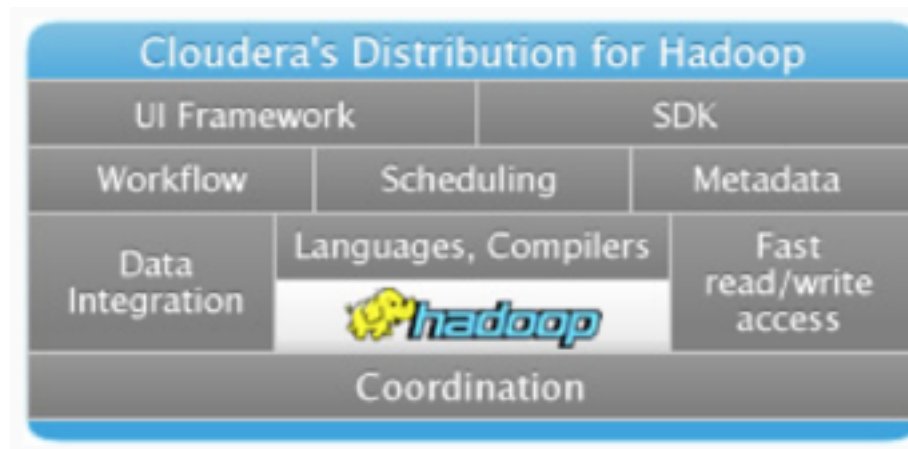 Cloudera's Distribution for Hadoop
UI Framework
SDK
Workflow
Scheduling
Metadata
Data
Integration
Languages, Compilers
hadoop
Fast
read/write
access
Coordination